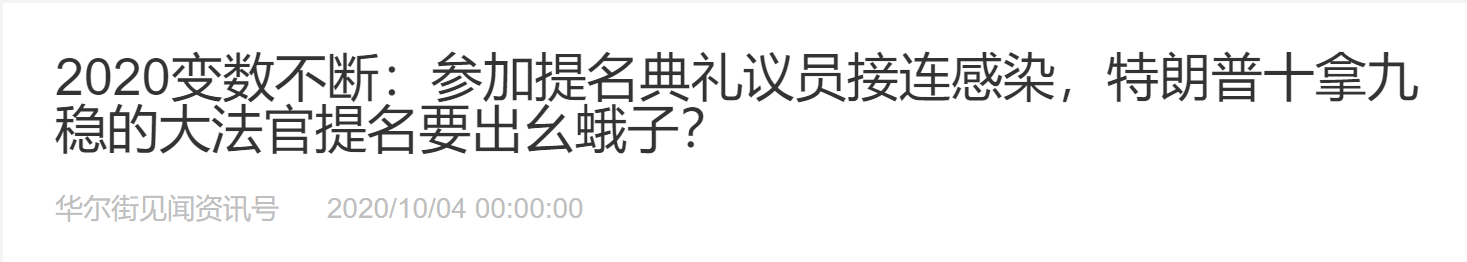 2020变数不断：参加提名典礼议员接连感染，特朗普十拿九
稳的大法官提名要出幺蛾子？
华尔街见闻资讯号 2020/10/04 00:00:00